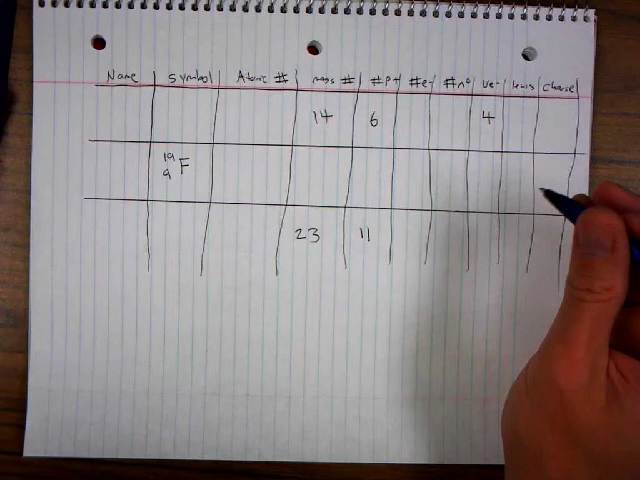 Name Symbol Atomic # mass # #p+ #e- #n° ve- Lewis Charge
14 6 4
19
9 F
23 11